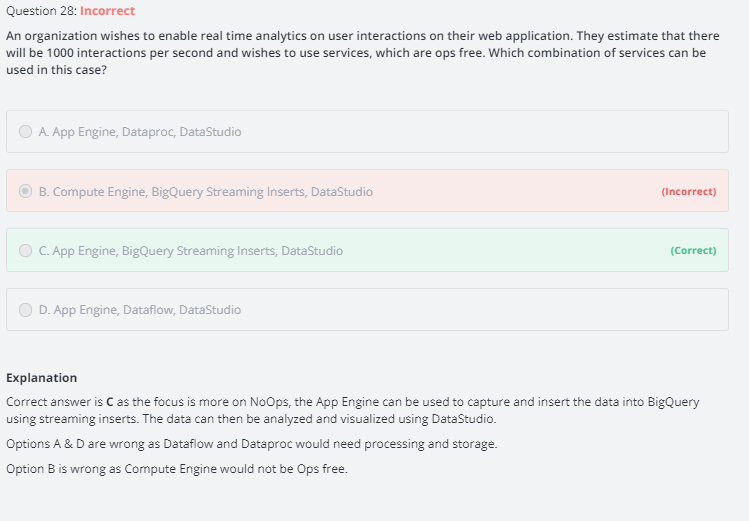 Question 28: Incorrect
An organization wishes to enable real time analytics on user interactions on their web application. They estimate that there
will be 1000 interactions per second and wishes to use services, which are ops free. Which combination of services can be
used in this case?
A. App Engine, Dataproc, DataStudio
B. Compute Engine, BigQuery Streaming Inserts, DataStudio (Incorrect)
C. App Engine, BigQuery Streaming Inserts, DataStudio (Correct)
D. App Engine, Dataflow, DataStudio
Explanation
Correct answer is C as the focus is more on NoOps, the App Engine can be used to capture and insert the data into BigQuery
using streaming inserts. The data can then be analyzed and visualized using DataStudio.
Options A & D are wrong as Dataflow and Dataproc would need processing and storage.
Option B is wrong as Compute Engine would not be Ops free.